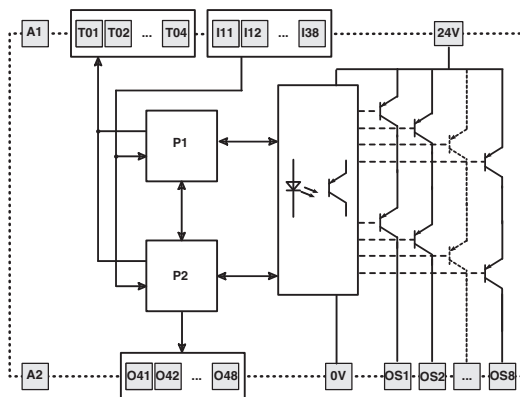 A1 T01 T02 ... T04 I11 I12 ... I38 24V
P1
P2
A2 O41 O42 ... O48 0V OS1 OS2 ... OS8